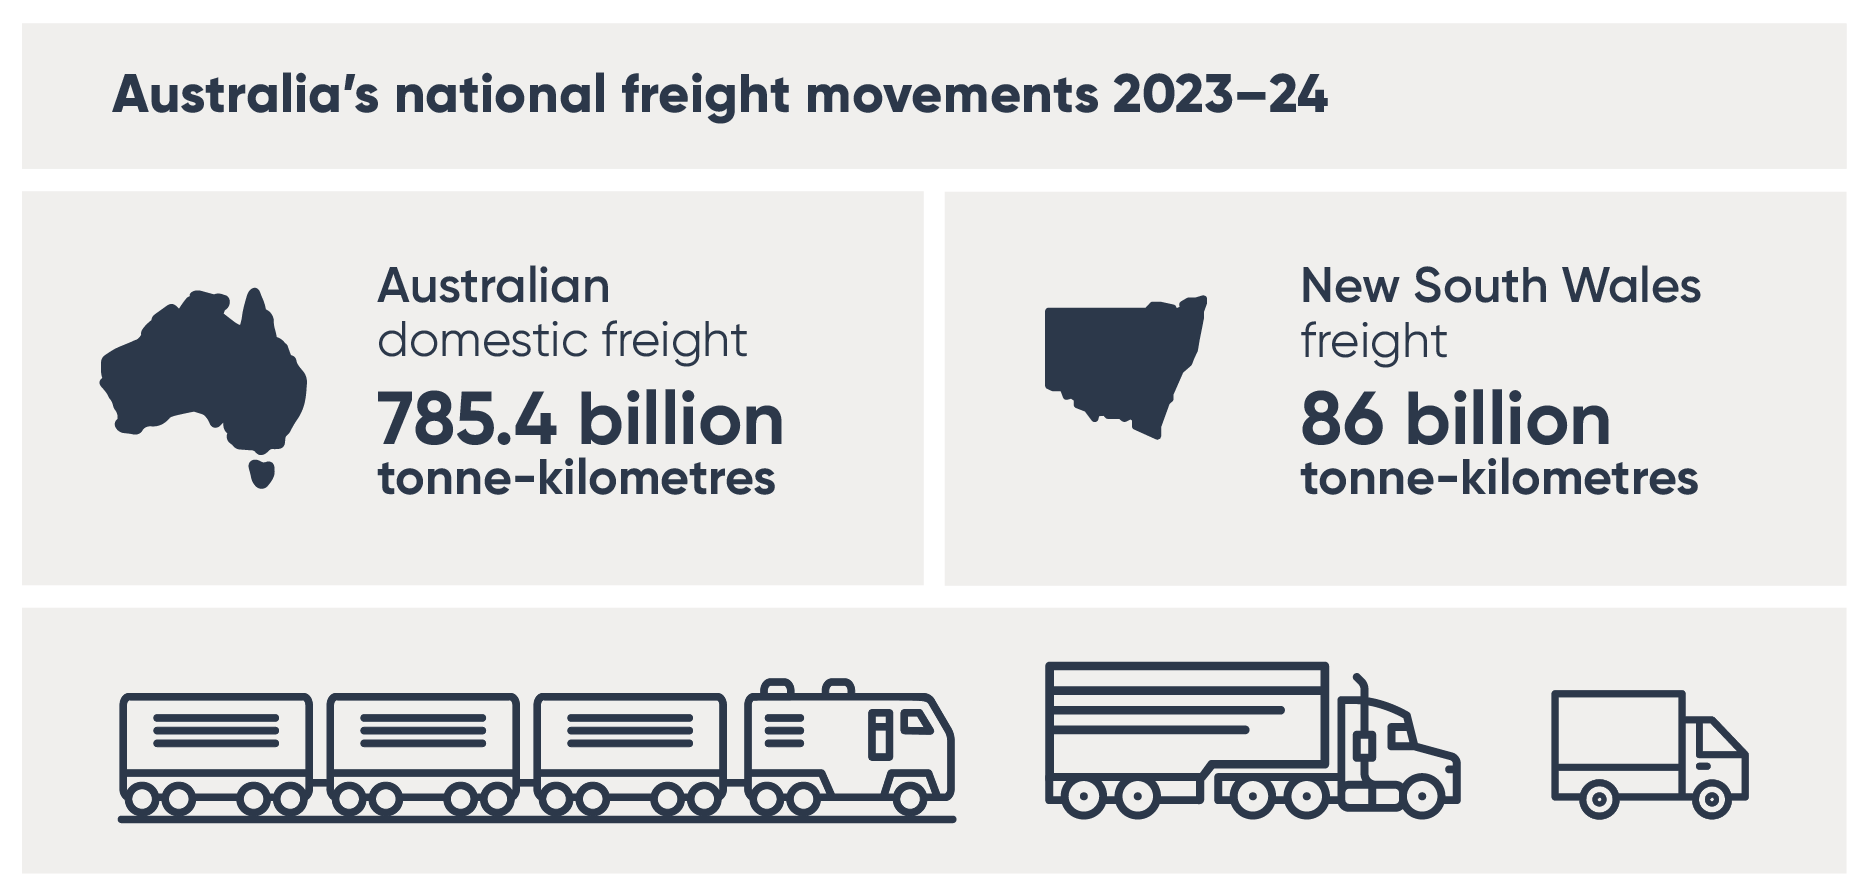 Australia’s national freight movements 2023–24
Australian
domestic freight
785.4 billion
tonne-kilometres
New South Wales
freight
86 billion
tonne-kilometres